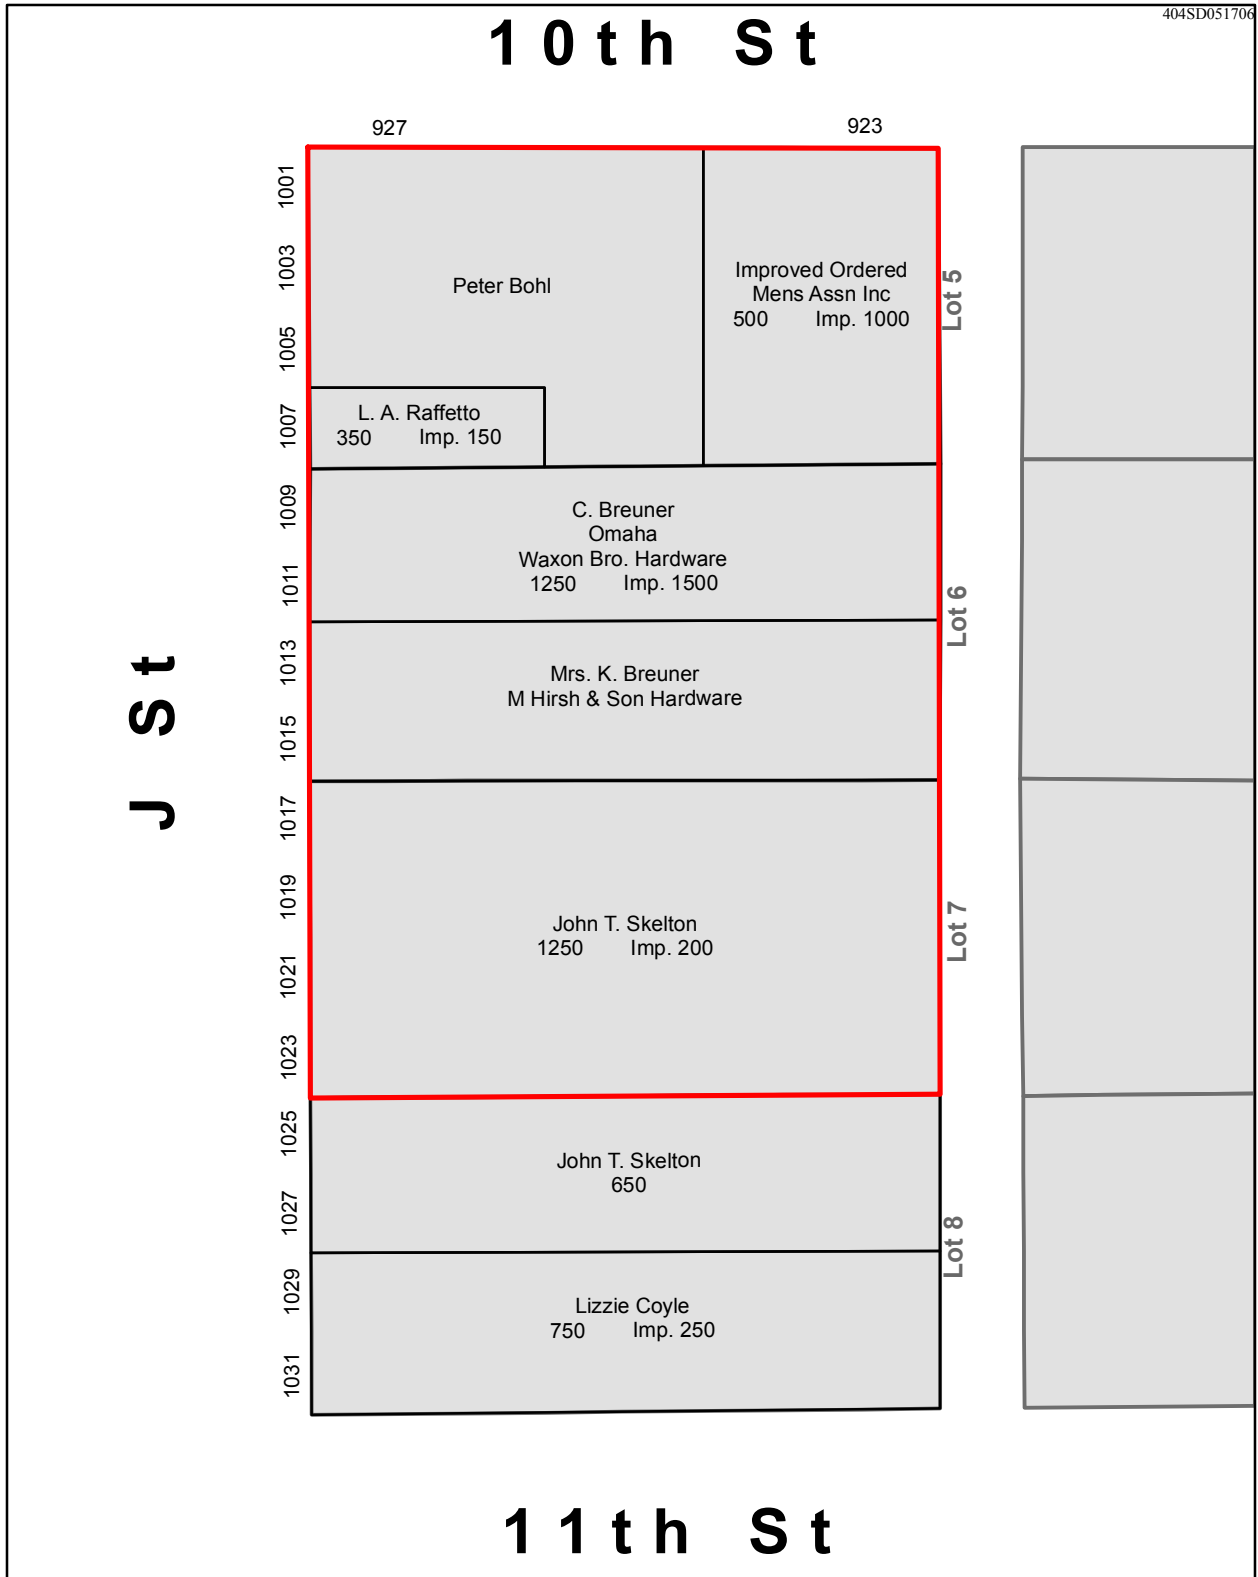 404SD051706
10th St
927
923
1001
1003
1005
1007
1009
1011
1013
1015
1017
1019
1021
1023
1025
1027
1029
1031
J St
Peter Bohl
Improved Ordered
Mens Assn Inc
500 Imp. 1000
Lot 5
L. A. Raffetto
350 Imp. 150
C. Breuner
Omaha
Waxon Bro. Hardware
1250 Imp. 1500
Lot 6
Mrs. K. Breuner
M Hirsh & Son Hardware
John T. Skelton
1250 Imp. 200
Lot 7
John T. Skelton
650
Lot 8
Lizzie Coyle
750 Imp. 250
11th St